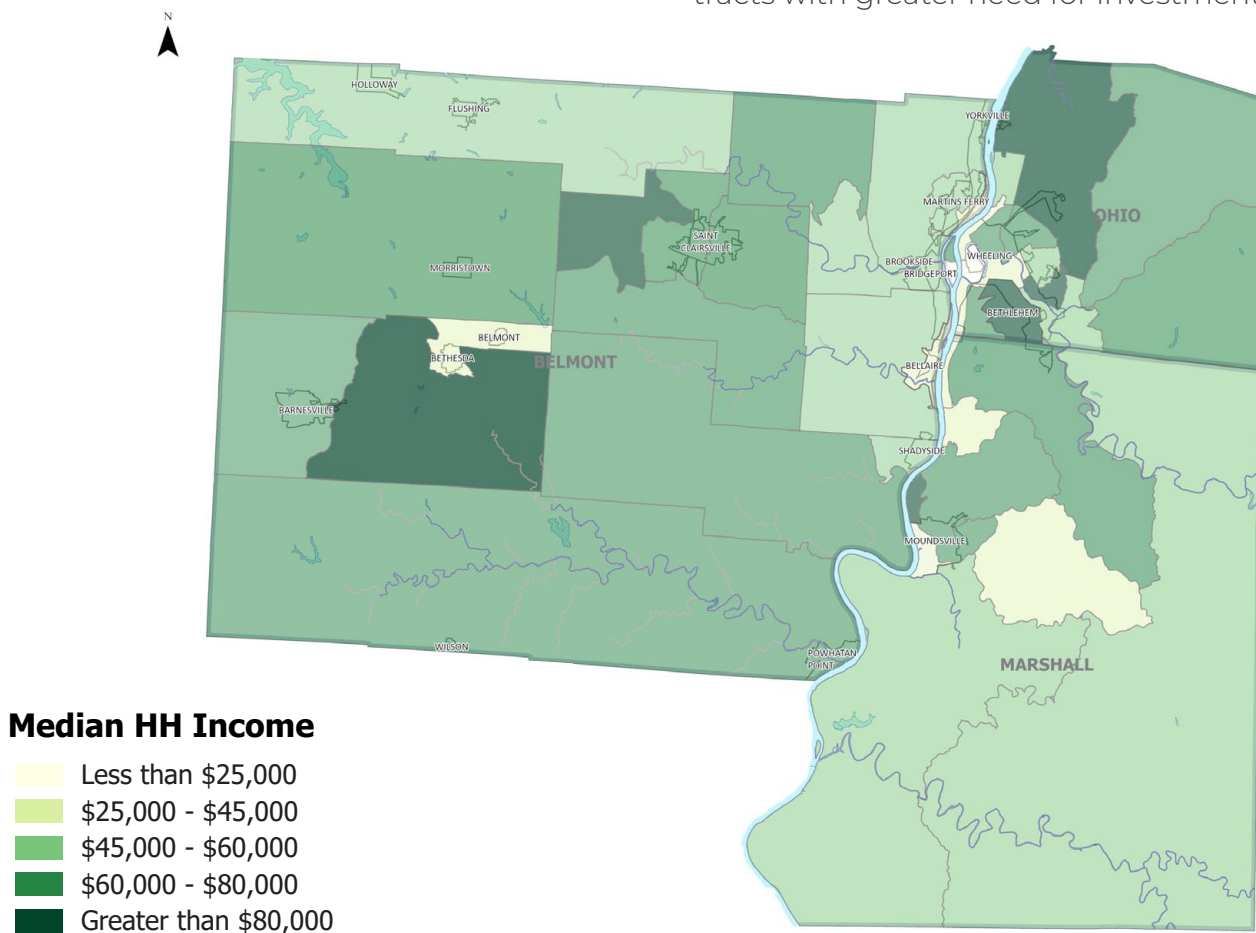 tracts with greater need for investment
N
HOLLOWAY
FLUSHING
YORKVILLE
MARTINS FERRY
OHIO
SAINT
CLAIRSVILLE
WHEELING
BROOKSIDE
BRIDGEPORT
MORRISTOWN
BETHLEHEM
BELMONT
BETHESDA
BELMONT
BELLAIRE
BARNESVILLE
SHADYSIDE
MOUNDSVILLE
WILSON
POWHATAN
POINT
MARSHALL
Median HH Income
Less than $25,000
$25,000 - $45,000
$45,000 - $60,000
$60,000 - $80,000
Greater than $80,000